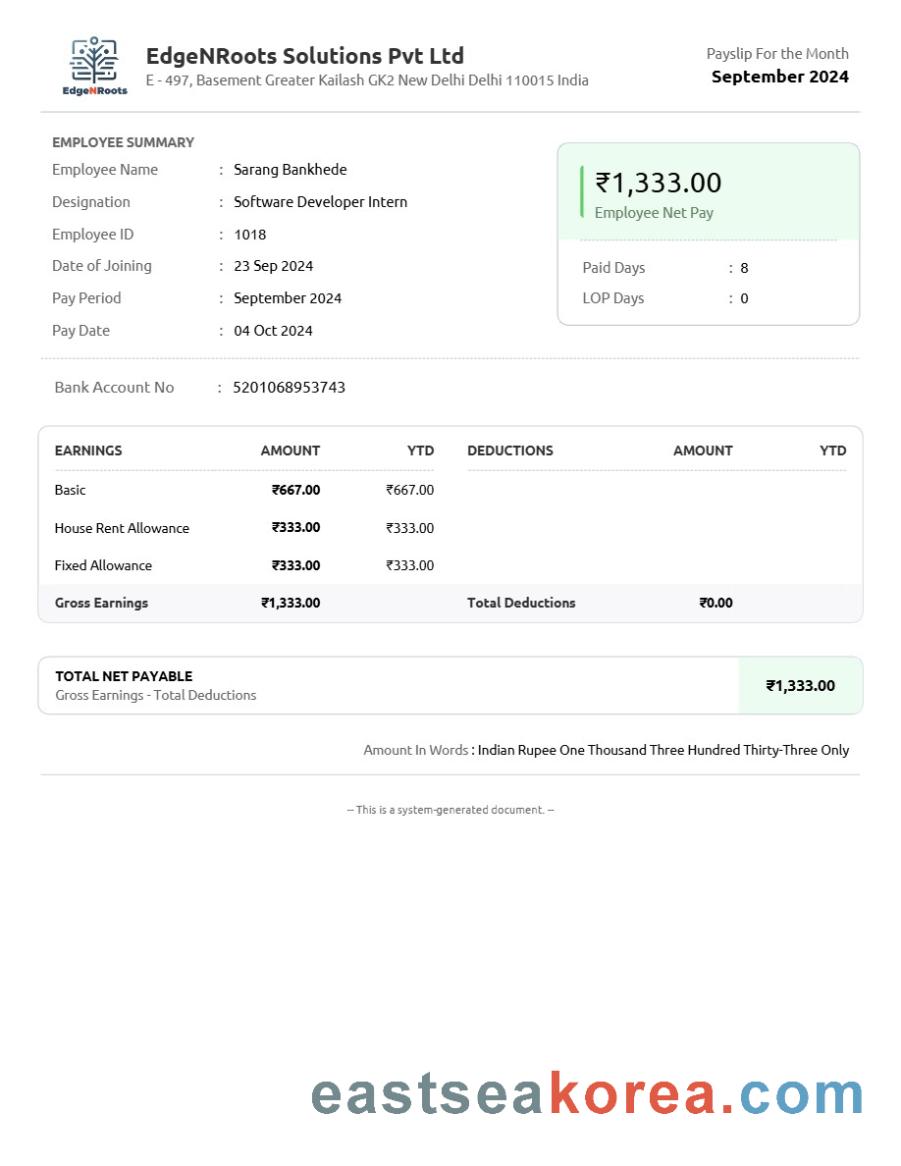 EdgeNRoots
EdgeNRoots Solutions Pvt Ltd
E - 497, Basement Greater Kailash GK2 New Delhi Delhi 110015 India
Payslip For the Month
September 2024
EMPLOYEE SUMMARY
Employee Name : Sarang Bankhede
Designation : Software Developer Intern
Employee ID : 1018
Date of Joining : 23 Sep 2024
Pay Period : September 2024
Pay Date : 04 Oct 2024
₹1,333.00
Employee Net Pay
Paid Days : 8
LOP Days : 0
Bank Account No : 5201068953743
EARNINGS AMOUNT YTD DEDUCTIONS AMOUNT YTD
Basic ₹667.00 ₹667.00
House Rent Allowance ₹333.00 ₹333.00
Fixed Allowance ₹333.00 ₹333.00
Gross Earnings ₹1,333.00 Total Deductions ₹0.00
TOTAL NET PAYABLE
Gross Earnings - Total Deductions
₹1,333.00
Amount In Words : Indian Rupee One Thousand Three Hundred Thirty-Three Only
-- This is a system-generated document. --
eastseakorea.com